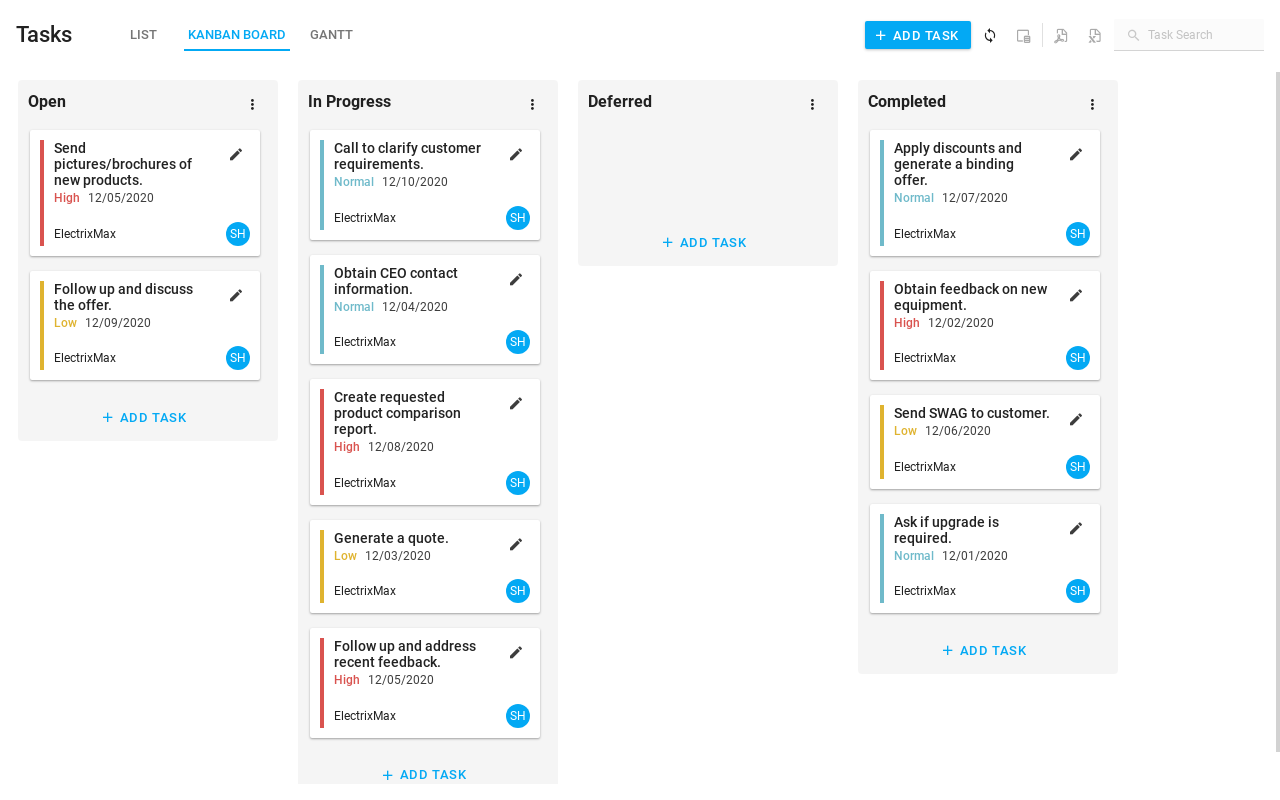 Tasks
LIST
KANBAN BOARD
GANTT
ADD TASK
Task Search
Open
Send
pictures/brochures of
new products.
High 12/05/2020
ElectrixMax
SH
Follow up and discuss
the offer.
Low 12/09/2020
ElectrixMax
SH
ADD TASK
In Progress
Call to clarify customer
requirements.
Normal 12/10/2020
ElectrixMax
SH
Obtain CEO contact
information.
Normal 12/04/2020
ElectrixMax
SH
Create requested
product comparison
report.
High 12/08/2020
ElectrixMax
SH
Generate a quote.
Low 12/03/2020
ElectrixMax
SH
Follow up and address
recent feedback.
High 12/05/2020
ElectrixMax
SH
ADD TASK
Deferred
ADD TASK
Completed
Apply discounts and
generate a binding
offer.
Normal 12/07/2020
ElectrixMax
SH
Obtain feedback on new
equipment.
High 12/02/2020
ElectrixMax
SH
Send SWAG to customer.
Low 12/06/2020
ElectrixMax
SH
Ask if upgrade is
required.
Normal 12/01/2020
ElectrixMax
SH
ADD TASK